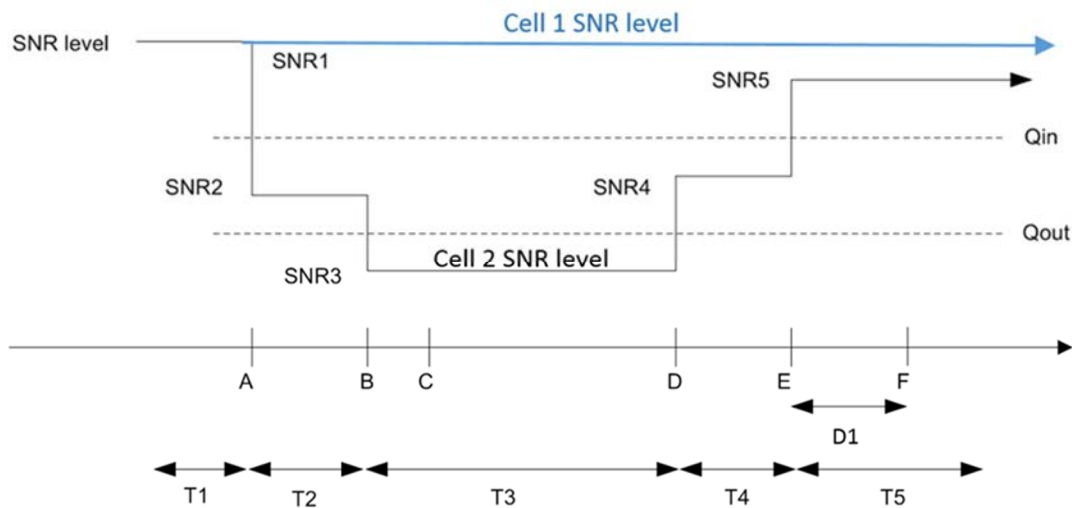 Cell 1 SNR level
SNR level
SNR1
SNR5
Qin
SNR2
SNR4
Qout
Cell 2 SNR level
SNR3
A B C D E F
D1
T1 T2 T3 T4 T5